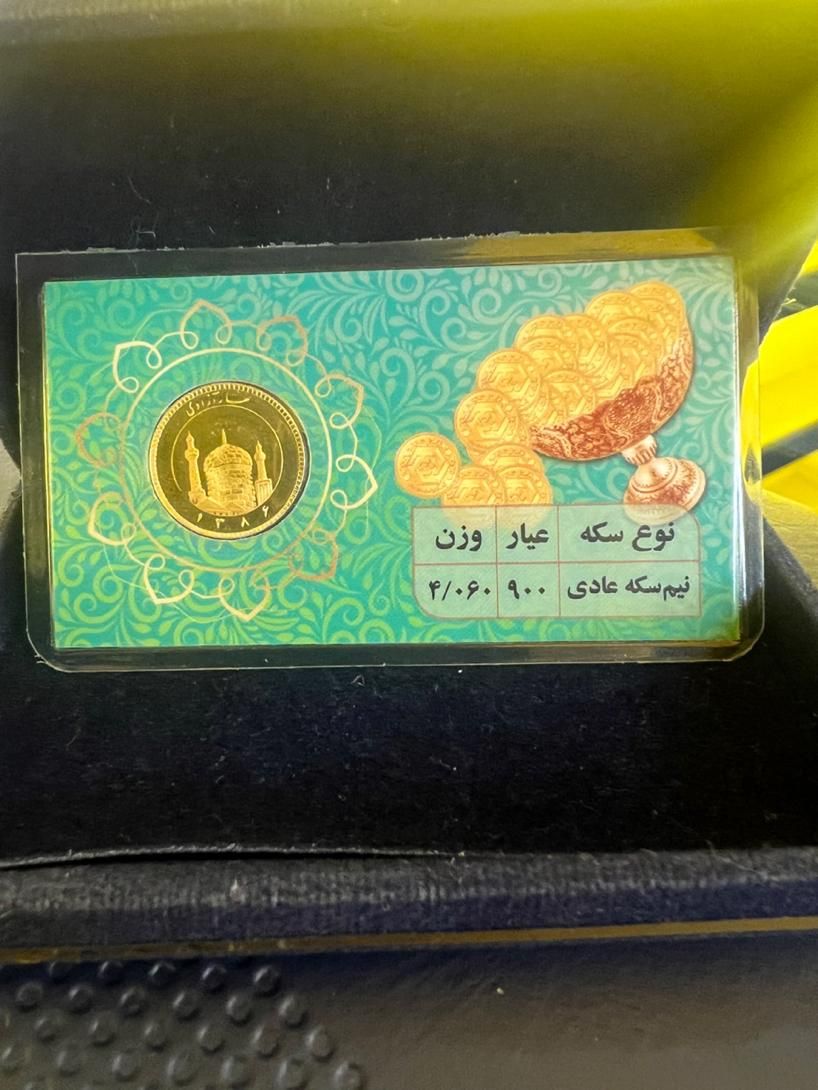 ۱۳۸۶
نوع سکه عیار وزن
نیم‌سکه عادی ۹۰۰ ۴/۰۶۰